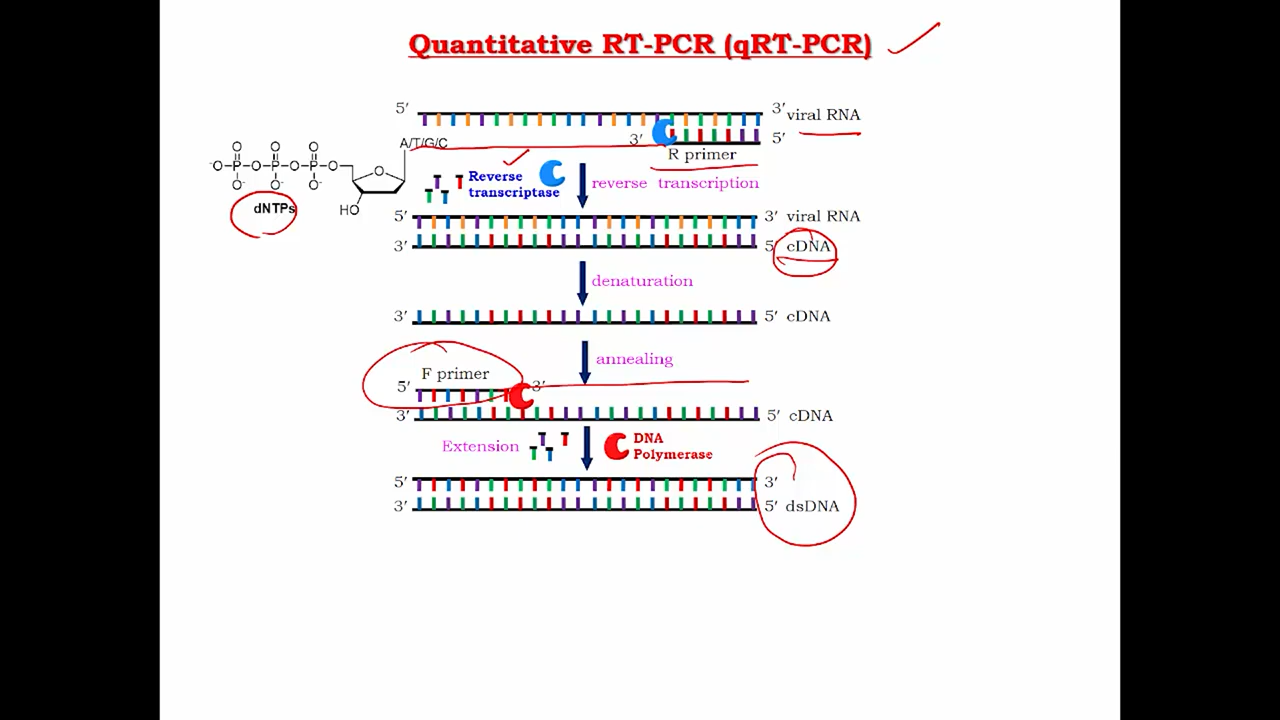 Quantitative RT-PCR (qRT-PCR)
5′ 3′ viral RNA
3′ 5′
R primer
A/T/G/C
⁻O P O P O P O
O O O
O⁻ O⁻ O⁻
O
HO
dNTPs
Reverse transcriptase
reverse transcription
5′ 3′ viral RNA
3′ 5′ cDNA
denaturation
3′ 5′ cDNA
annealing
F primer
5′ 3′
3′ 5′ cDNA
Extension
DNA Polymerase
5′ 3′
3′ 5′ dsDNA